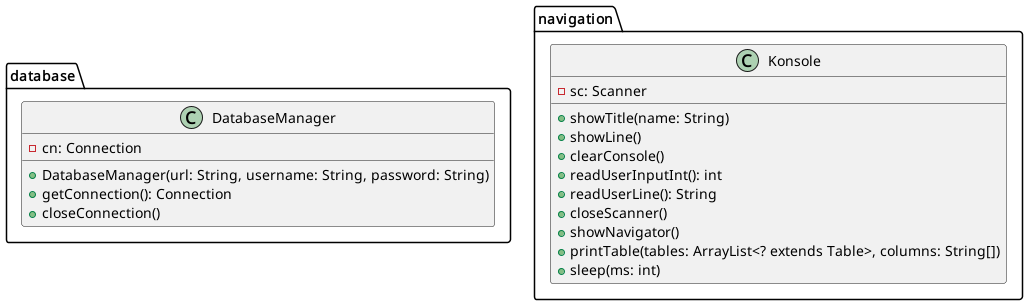 database
C DatabaseManager
cn: Connection
DatabaseManager(url: String, username: String, password: String)
getConnection(): Connection
closeConnection()
navigation
C Konsole
sc: Scanner
showTitle(name: String)
showLine()
clearConsole()
readUserInputInt(): int
readUserLine(): String
closeScanner()
showNavigator()
printTable(tables: ArrayList<? extends Table>, columns: String[])
sleep(ms: int)